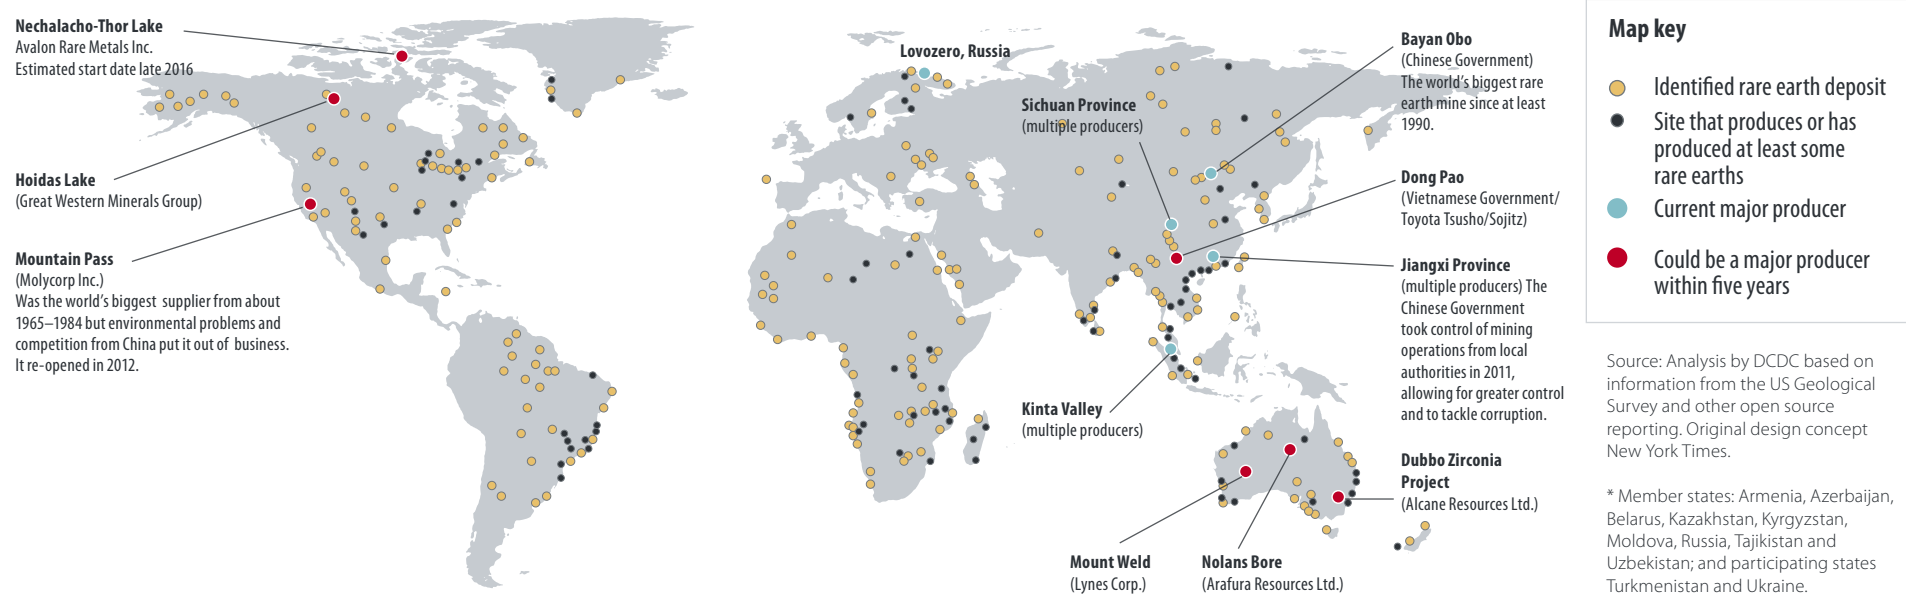 Nechalacho-Thor Lake
Avalon Rare Metals Inc.
Estimated start date late 2016
Hoidas Lake
(Great Western Minerals Group)
Mountain Pass
(Molycorp Inc.)
Was the world's biggest supplier from about
1965–1984 but environmental problems and
competition from China put it out of business.
It re-opened in 2012.
Lovozero, Russia
Sichuan Province
(multiple producers)
Kinta Valley
(multiple producers)
Mount Weld
(Lynes Corp.)
Nolans Bore
(Arafura Resources Ltd.)
Bayan Obo
(Chinese Government)
The world's biggest rare
earth mine since at least
1990.
Dong Pao
(Vietnamese Government/
Toyota Tsusho/Sojitz)
Jiangxi Province
(multiple producers) The
Chinese Government
took control of mining
operations from local
authorities in 2011,
allowing for greater control
and to tackle corruption.
Dubbo Zirconia
Project
(Alcane Resources Ltd.)
Map key
Identified rare earth deposit
Site that produces or has
produced at least some
rare earths
Current major producer
Could be a major producer
within five years
Source: Analysis by DCDC based on
information from the US Geological
Survey and other open source
reporting. Original design concept
New York Times.
* Member states: Armenia, Azerbaijan,
Belarus, Kazakhstan, Kyrgyzstan,
Moldova, Russia, Tajikistan and
Uzbekistan; and participating states
Turkmenistan and Ukraine.